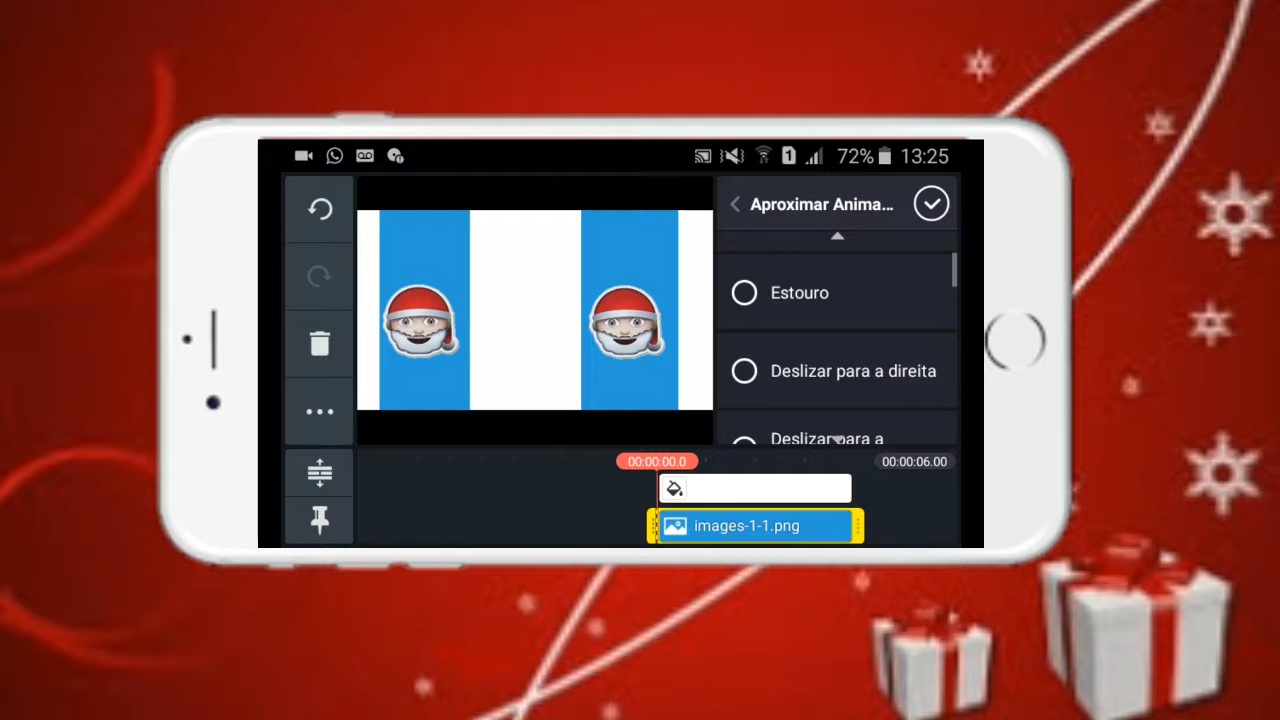 72% 13:25
Aproximar Anima...
Estouro
Deslizar para a direita
Deslizar para a
00:00:00.0
00:00:06.00
images-1-1.png